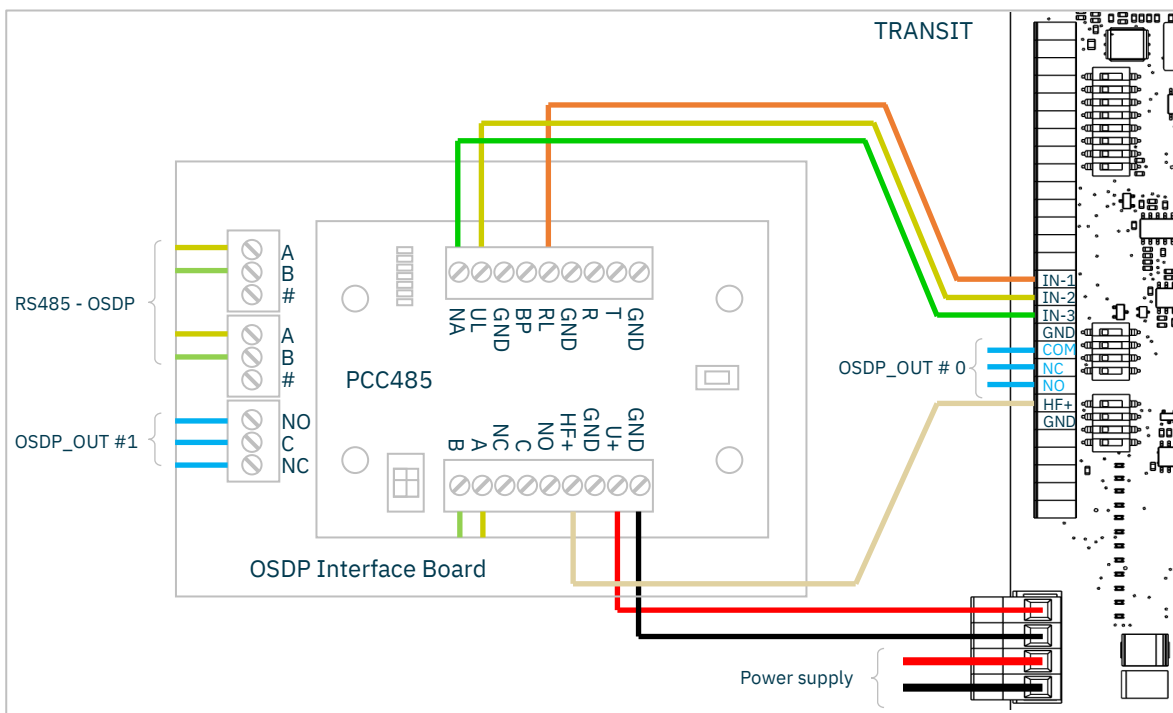 TRANSIT
A
B
#
RS485 - OSDP
A
B
#
NO
C
NC
OSDP_OUT #1
NA
UL
GND
BP
RL
GND
R
T
GND
PCC485
B
A
NC
C
NO
HF+
GND
U+
GND
OSDP Interface Board
IN-1
IN-2
IN-3
GND
COM
NC
NO
HF+
GND
OSDP_OUT # 0
Power supply